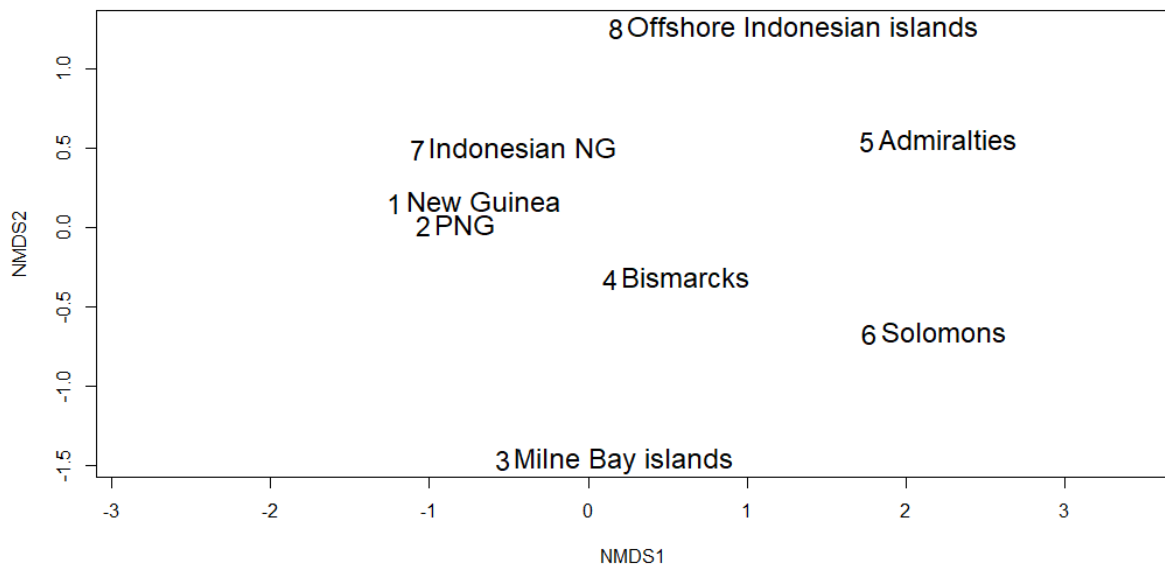 8 Offshore Indonesian islands
1.0
5 Admiralties
0.5
7 Indonesian NG
1 New Guinea
0.0
2 PNG
NMDS2
4 Bismarcks
-0.5
6 Solomons
-1.0
3 Milne Bay islands
-1.5
-3 -2 -1 0 1 2 3
NMDS1